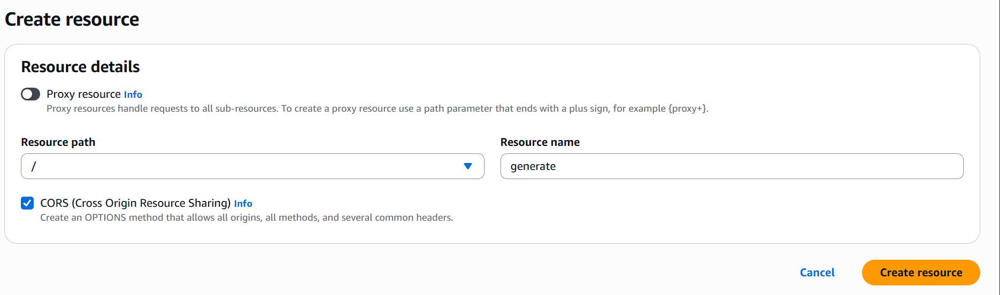 Create resource
Resource details
Proxy resource Info
Proxy resources handle requests to all sub-resources. To create a proxy resource use a path parameter that ends with a plus sign, for example {proxy+}.
Resource path
/
Resource name
generate
CORS (Cross Origin Resource Sharing) Info
Create an OPTIONS method that allows all origins, all methods, and several common headers.
Cancel
Create resource